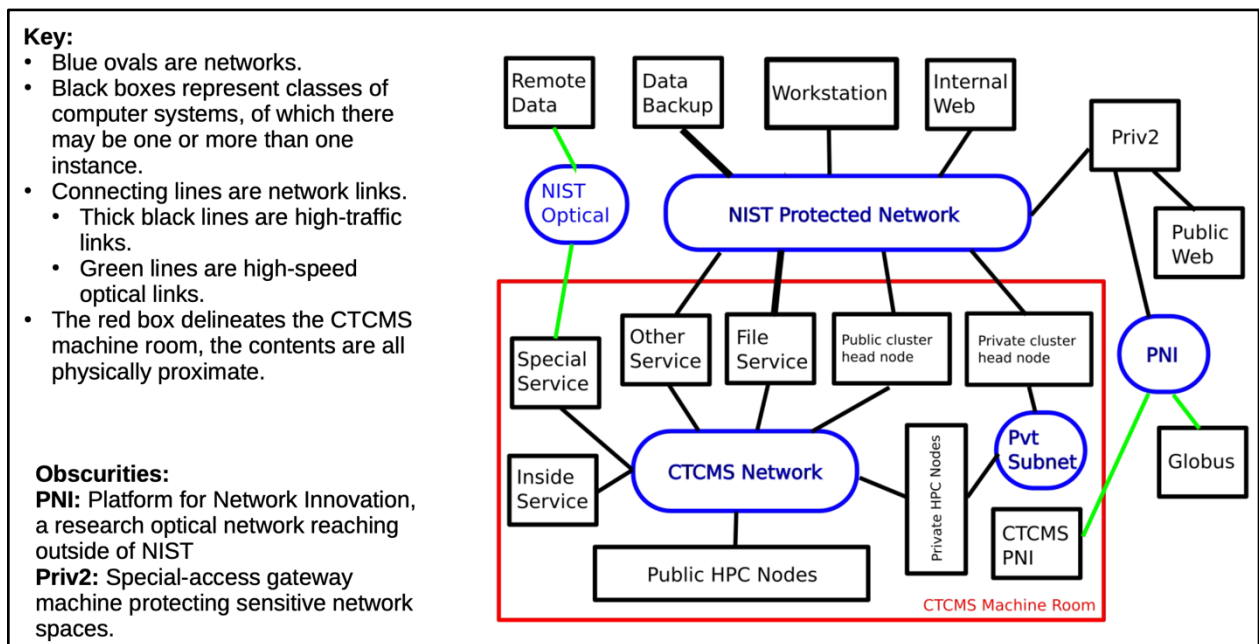 Key:
• Blue ovals are networks.
• Black boxes represent classes of
computer systems, of which there
may be one or more than one
instance.
• Connecting lines are network links.
• Thick black lines are high-traffic
links.
• Green lines are high-speed
optical links.
• The red box delineates the CTCMS
machine room, the contents are all
physically proximate.
Obscurities:
PNI: Platform for Network Innovation,
a research optical network reaching
outside of NIST
Priv2: Special-access gateway
machine protecting sensitive network
spaces.
Remote
Data
Data
Backup
Workstation
Internal
Web
Priv2
NIST
Optical
NIST Protected Network
Public
Web
Special
Service
Other
Service
File
Service
Public cluster
head node
Private cluster
head node
PNI
Inside
Service
CTCMS Network
Private HPC Nodes
Pvt
Subnet
Globus
CTCMS
PNI
Public HPC Nodes
CTCMS Machine Room